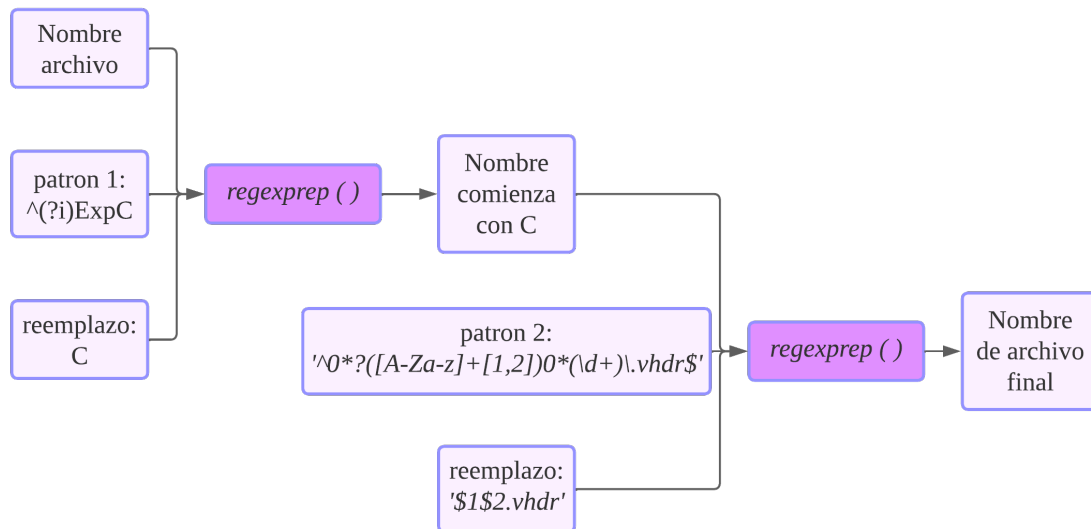 Nombre
archivo
patron 1:
^(?i)ExpC
reemplazo:
C
regexprep ( )
Nombre
comienza
con C
patron 2:
'^0*?([A-Za-z]+[1,2])0*(\d+)\.vhdr$'
reemplazo:
'$1$2.vhdr'
regexprep ( )
Nombre
de archivo
final